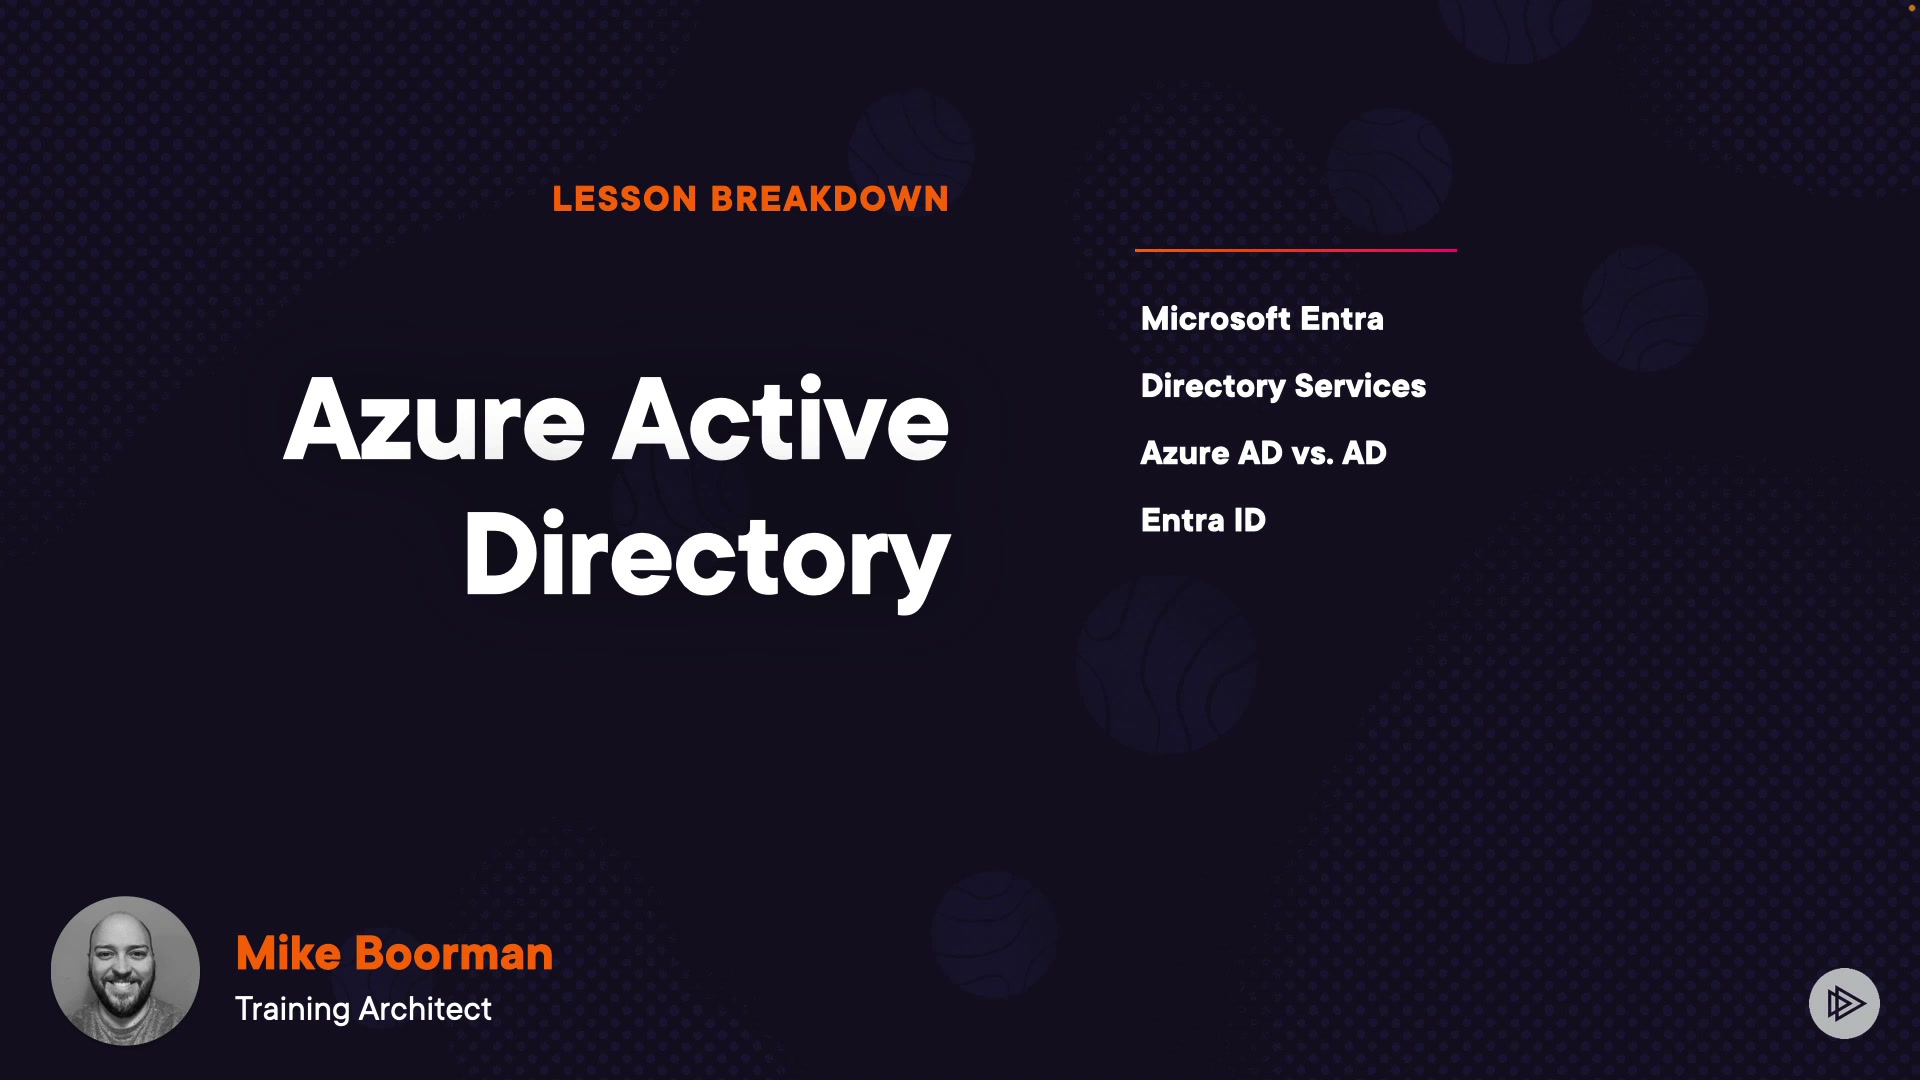 LESSON BREAKDOWN
Azure Active
Directory
Microsoft Entra
Directory Services
Azure AD vs. AD
Entra ID
Mike Boorman
Training Architect